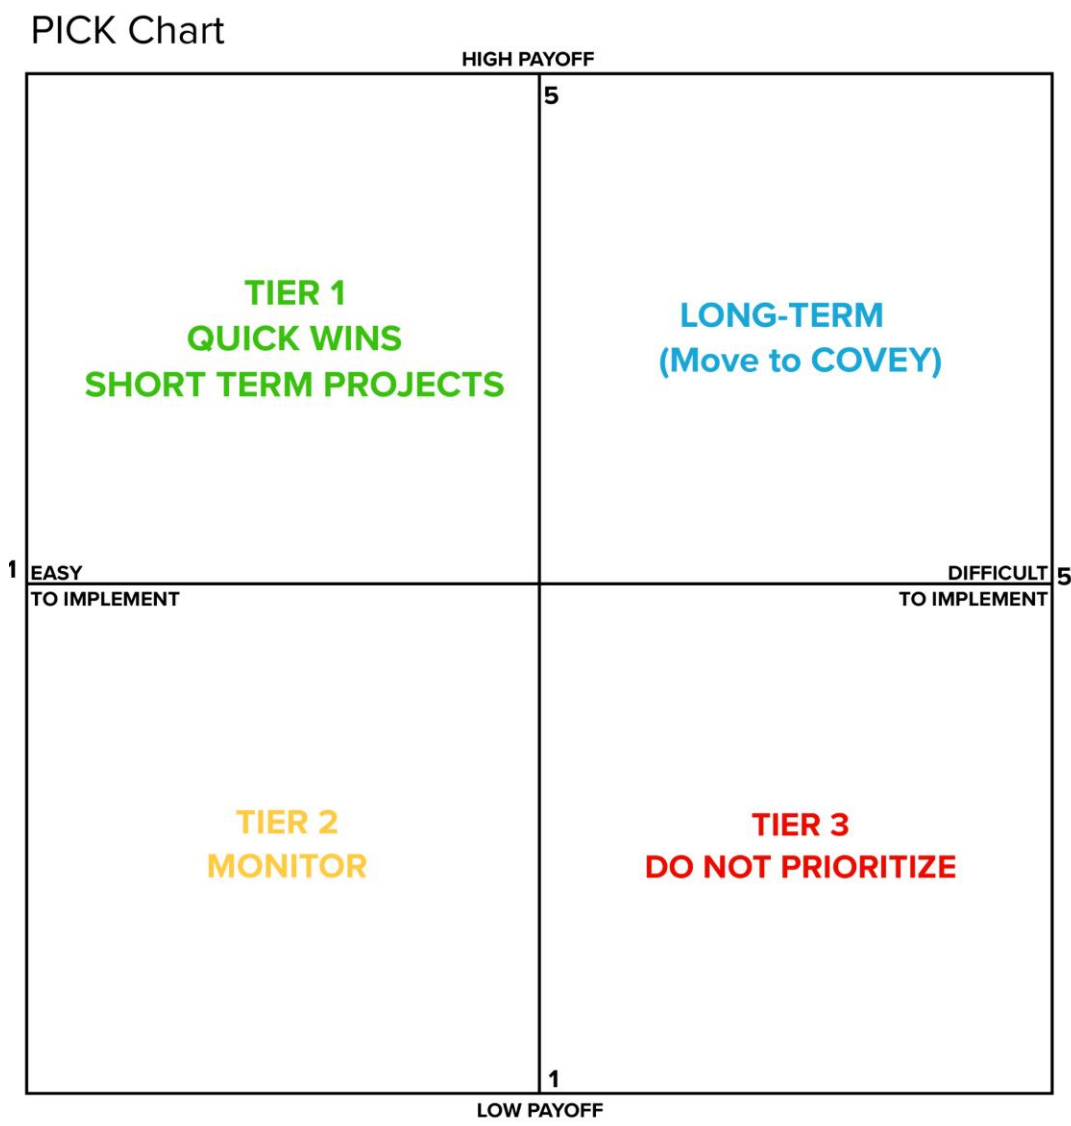 PICK Chart
HIGH PAYOFF
5
TIER 1
QUICK WINS
SHORT TERM PROJECTS
LONG-TERM
(Move to COVEY)
1
EASY
TO IMPLEMENT
DIFFICULT
TO IMPLEMENT
5
TIER 2
MONITOR
TIER 3
DO NOT PRIORITIZE
1
LOW PAYOFF